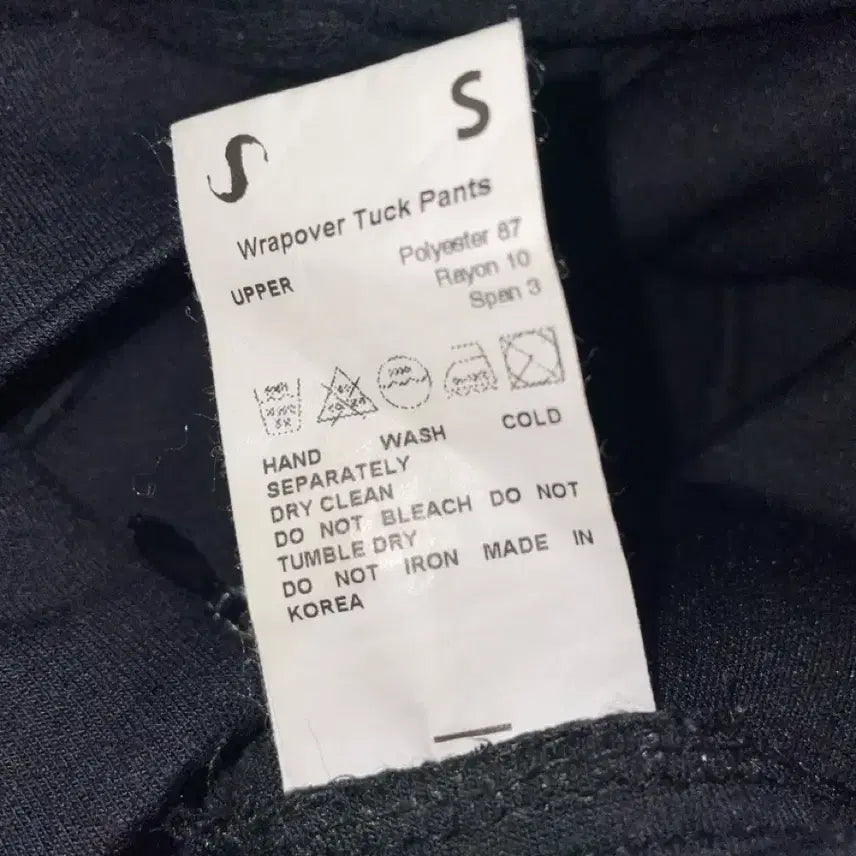 S S
Wrapover Tuck Pants
UPPER Polyester 87
Rayon 10
Span 3
HAND WASH COLD
SEPARATELY
DRY CLEAN
DO NOT BLEACH DO NOT
TUMBLE DRY
DO NOT IRON MADE IN
KOREA